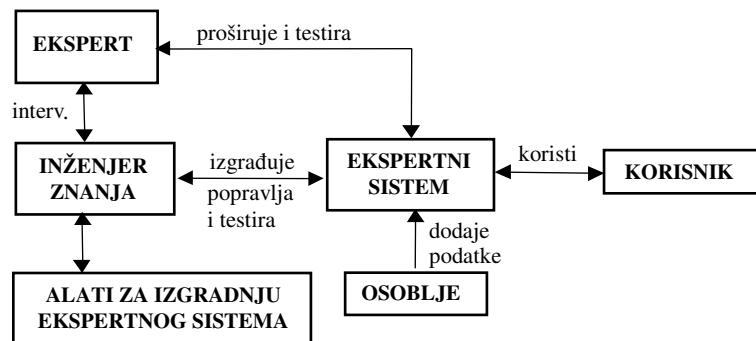 EKSPERT
proširuje i testira
interv.
INŽENJER
ZNANJA
izgrađuje
popravlja
i testira
EKSPERTNI
SISTEM
koristi
KORISNIK
dodaje
podatke
ALATI ZA IZGRADNJU
EKSPERTNOG SISTEMA
OSOBLJE